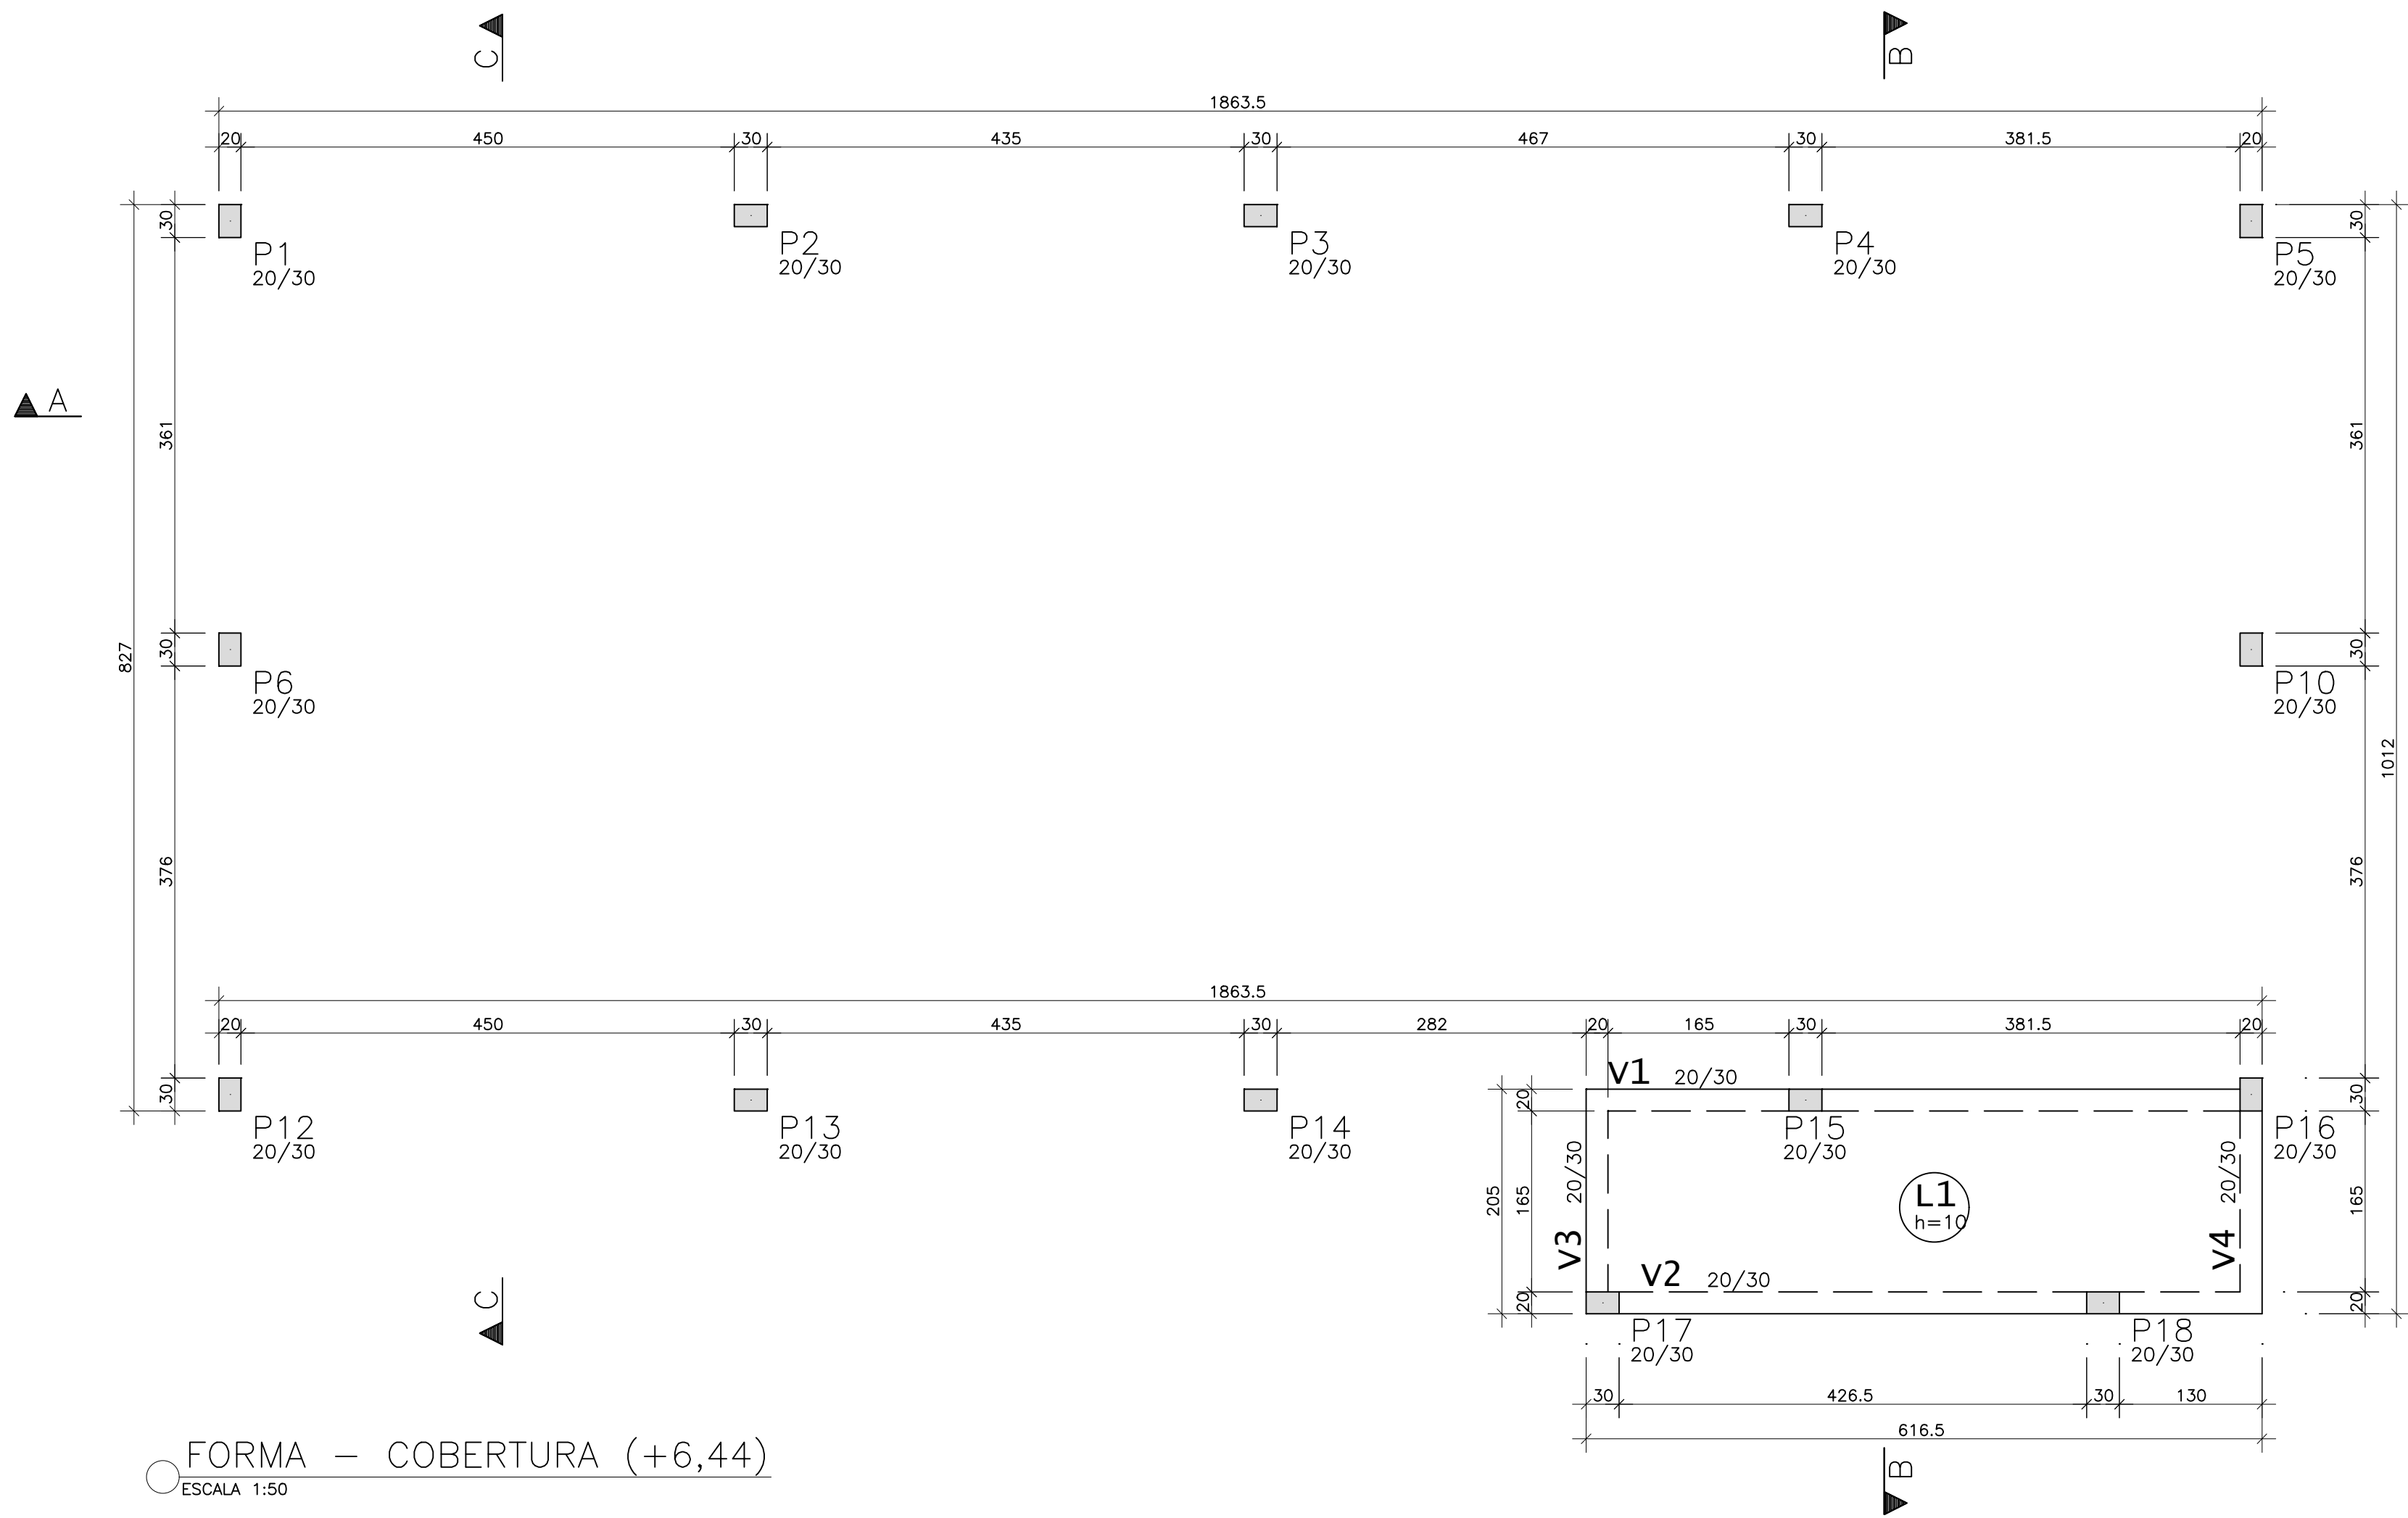 C
B
1863.5
20 450 30 435 30 467 30 381.5 20
30
30
P1
20/30
P2
20/30
P3
20/30
P4
20/30
P5
20/30
A
361
361
827
30
30
P6
20/30
P10
20/30
1012
376
376
1863.5
20 450 30 435 30 282 20 165 30 381.5 20
30
V1 20/30
20
30
P12
20/30
P13
20/30
P14
20/30
P15
20/30
P16
20/30
205
165
20/30
V3
L1
h=10
20/30
V4
165
V2 20/30
20
20
C
P17
20/30
P18
20/30
30 426.5 30 130
616.5
FORMA - COBERTURA (+6,44)
ESCALA 1:50
B